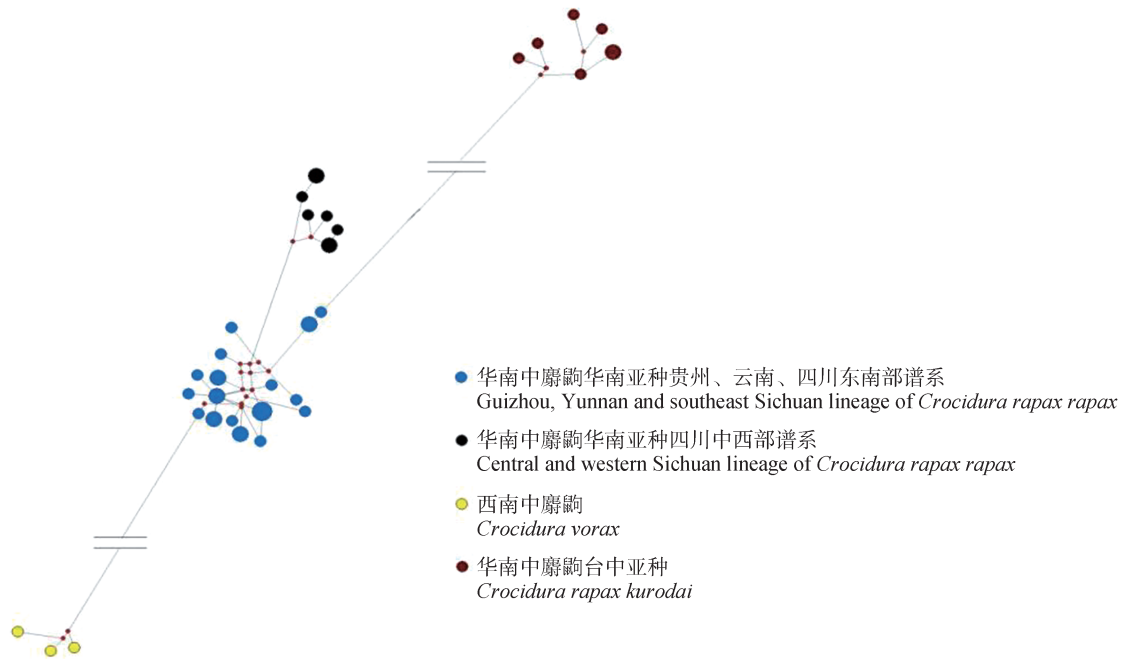 华南中麝鼩华南亚种贵州、云南、四川东南部谱系
Guizhou, Yunnan and southeast Sichuan lineage of Crocidura rapax rapax
华南中麝鼩华南亚种四川中西部谱系
Central and western Sichuan lineage of Crocidura rapax rapax
西南中麝鼩
Crocidura vorax
华南中麝鼩台中亚种
Crocidura rapax kurodai